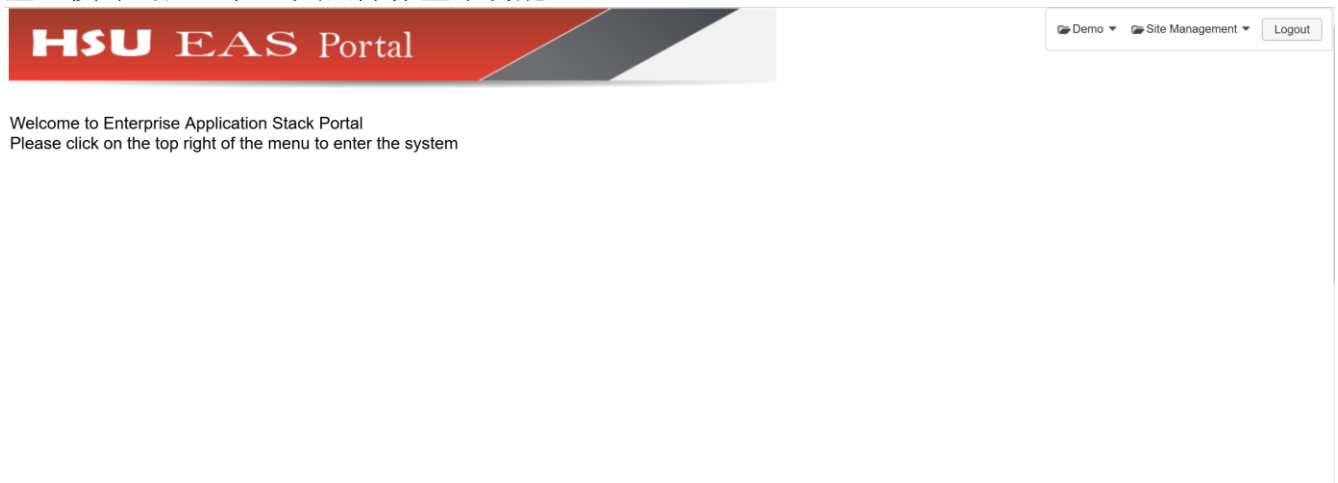 HSU EAS Portal
Demo Site Management Logout
Welcome to Enterprise Application Stack Portal
Please click on the top right of the menu to enter the system